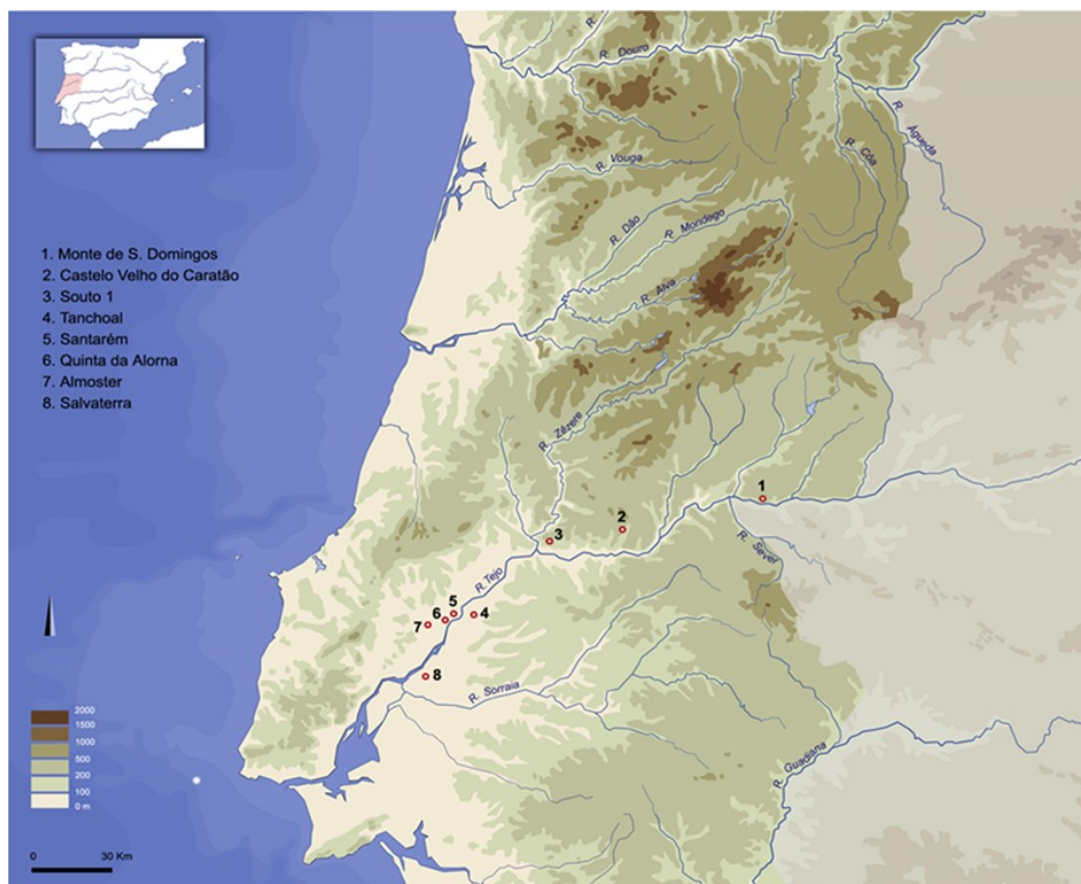 R.
R. Douro
R. Águeda
R. Côa
R. Vouga
R. Dão
R. Mondego
R. Alva
1. Monte de S. Domingos
2. Castelo Velho do Caratão
3. Souto 1
4. Tanchoal
5. Santarém
6. Quinta da Alorna
7. Almoster
8. Salvaterra
R. Zézere
1
2
3
R. Sever
R. Tejo
5
4
6
7
8
R. Sorraia
R. Guadiana
2000
1500
1000
500
200
100
0 m
0 30 Km